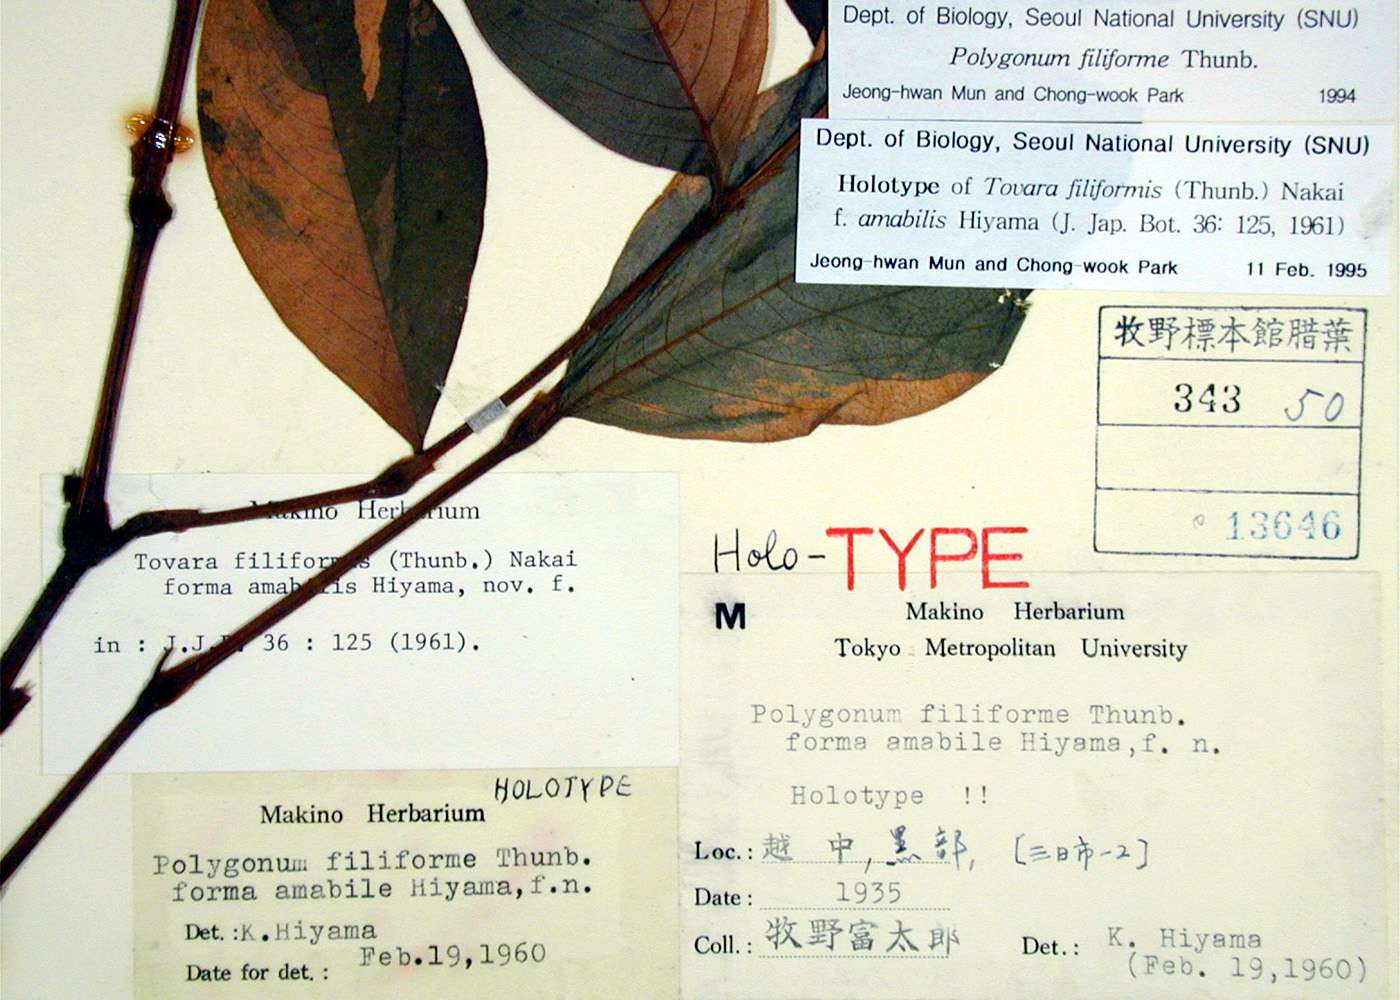 Dept. of Biology, Seoul National University (SNU)
Polygonum filiforme Thunb.
Jeong-hwan Mun and Chong-wook Park 1994
Dept. of Biology, Seoul National University (SNU)
Holotype of Tovara filiformis (Thunb.) Nakai
f. amabilis Hiyama (J. Jap. Bot. 36: 125, 1961)
Jeong-hwan Mun and Chong-wook Park 11 Feb. 1995
牧野標本館腊葉
343 50
13646
Makino Herbarium
Tovara filiformis (Thunb.) Nakai
forma amabilis Hiyama, nov. f.
in : J.J.B. 36 : 125 (1961).
Holo-TYPE
M
Makino Herbarium
Tokyo Metropolitan University
Polygonum filiforme Thunb.
forma amabile Hiyama,f. n.
Holotype !!
Loc.: 越中,黒部, [三日市-2]
Date: 1935
Coll.: 牧野富太郎 Det.: K. Hiyama
(Feb. 19,1960)
HOLOTYPE
Makino Herbarium
Polygonum filiforme Thunb.
forma amabile Hiyama,f.n.
Det.:K.Hiyama
Date for det.: Feb.19,1960